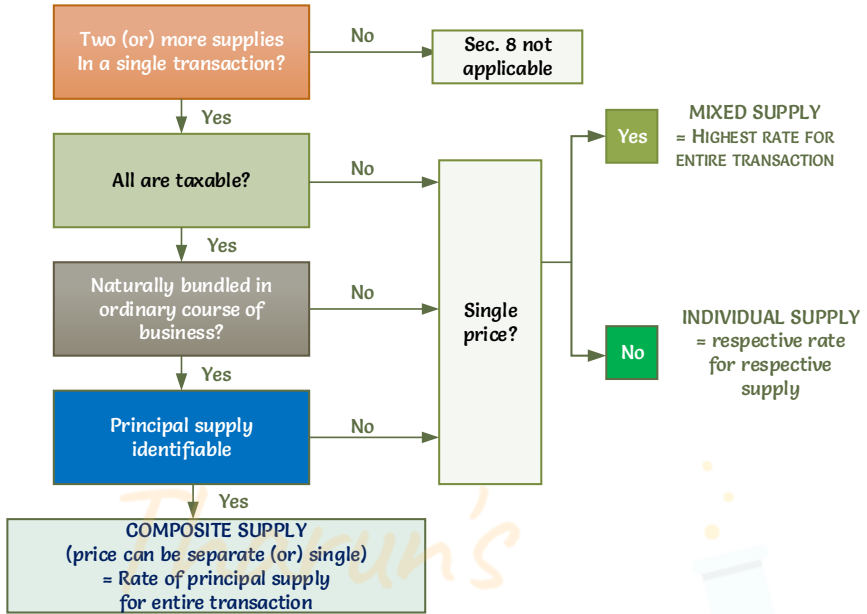 Two (or) more supplies
In a single transaction?
No
Sec. 8 not
applicable
Yes
All are taxable?
No
Yes
Naturally bundled in
ordinary course of
business?
No
Yes
Principal supply
identifiable
No
Yes
COMPOSITE SUPPLY
(price can be separate (or) single)
= Rate of principal supply
for entire transaction
Single
price?
Yes
MIXED SUPPLY
= HIGHEST RATE FOR
ENTIRE TRANSACTION
No
INDIVIDUAL SUPPLY
= respective rate
for respective
supply
Tharun's